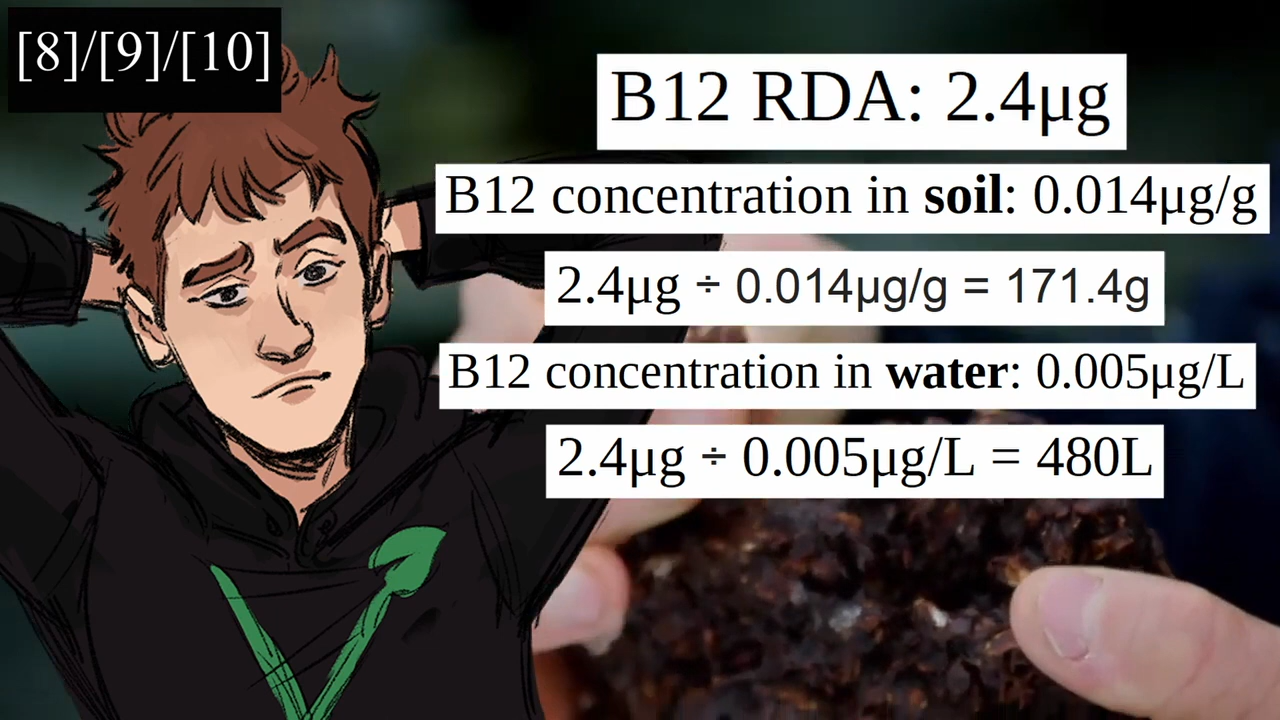 [8]/[9]/[10]
B12 RDA: 2.4μg
B12 concentration in soil: 0.014μg/g
2.4μg ÷ 0.014μg/g = 171.4g
B12 concentration in water: 0.005μg/L
2.4μg ÷ 0.005μg/L = 480L